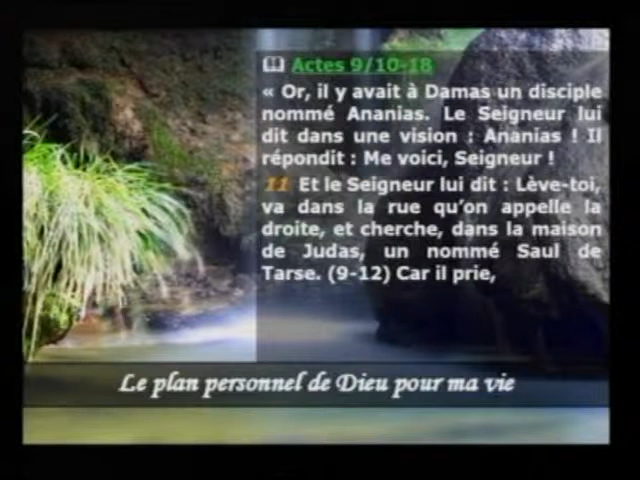 Actes 9/10-18
« Or, il y avait à Damas un disciple
nommé Ananias. Le Seigneur lui
dit dans une vision : Ananias ! Il
répondit : Me voici, Seigneur !
11 Et le Seigneur lui dit : Lève-toi,
va dans la rue qu'on appelle la
droite, et cherche, dans la maison
de Judas, un nommé Saul de
Tarse. (9-12) Car il prie,
Le plan personnel de Dieu pour ma vie